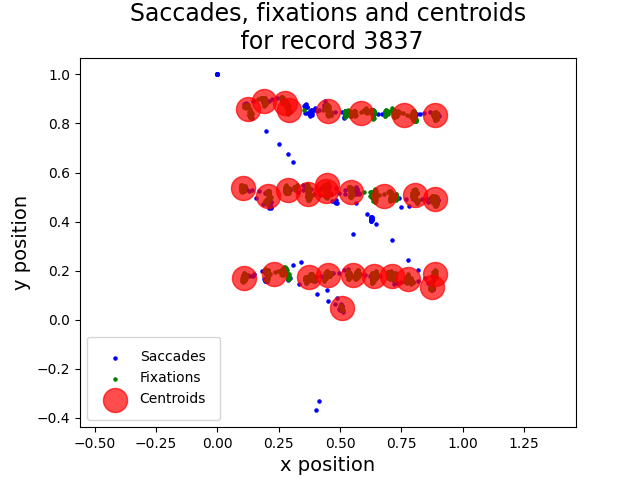 Saccades, fixations and centroids
for record 3837
1.0
0.8
0.6
0.4
0.2
0.0
−0.2
−0.4
y position
Saccades
Fixations
Centroids
−0.50
−0.25
0.00
0.25
0.50
0.75
1.00
1.25
x position